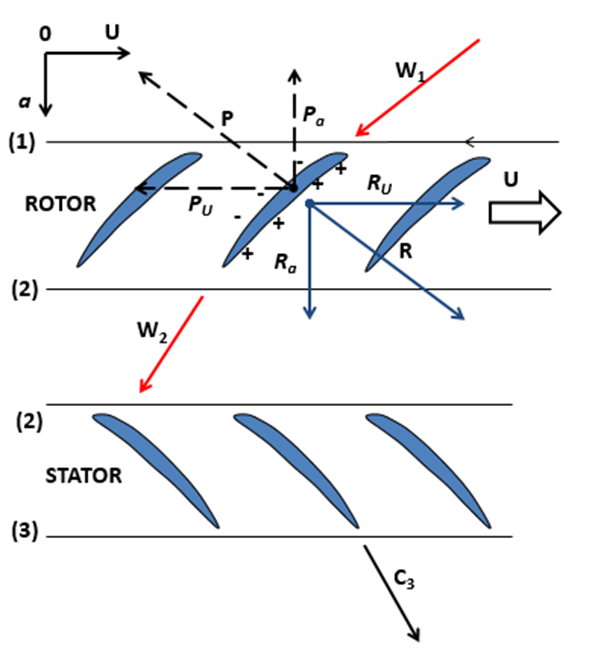 0 U
a
W1
P
Pa
(1)
ROTOR
PU
RU
U
- + - + - + +
Ra
R
(2)
W2
(2)
STATOR
(3)
C3